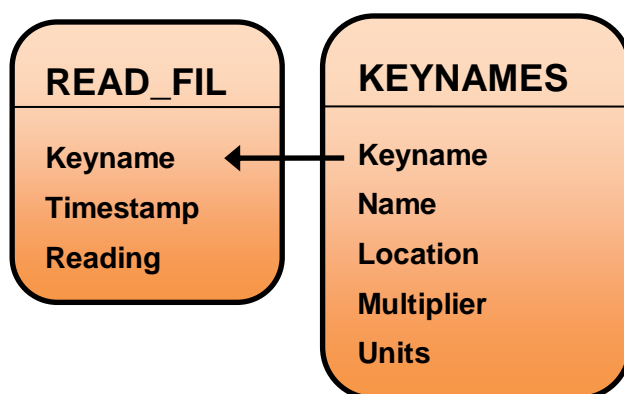 READ_FIL
Keyname
Timestamp
Reading
KEYNAMES
Keyname
Name
Location
Multiplier
Units